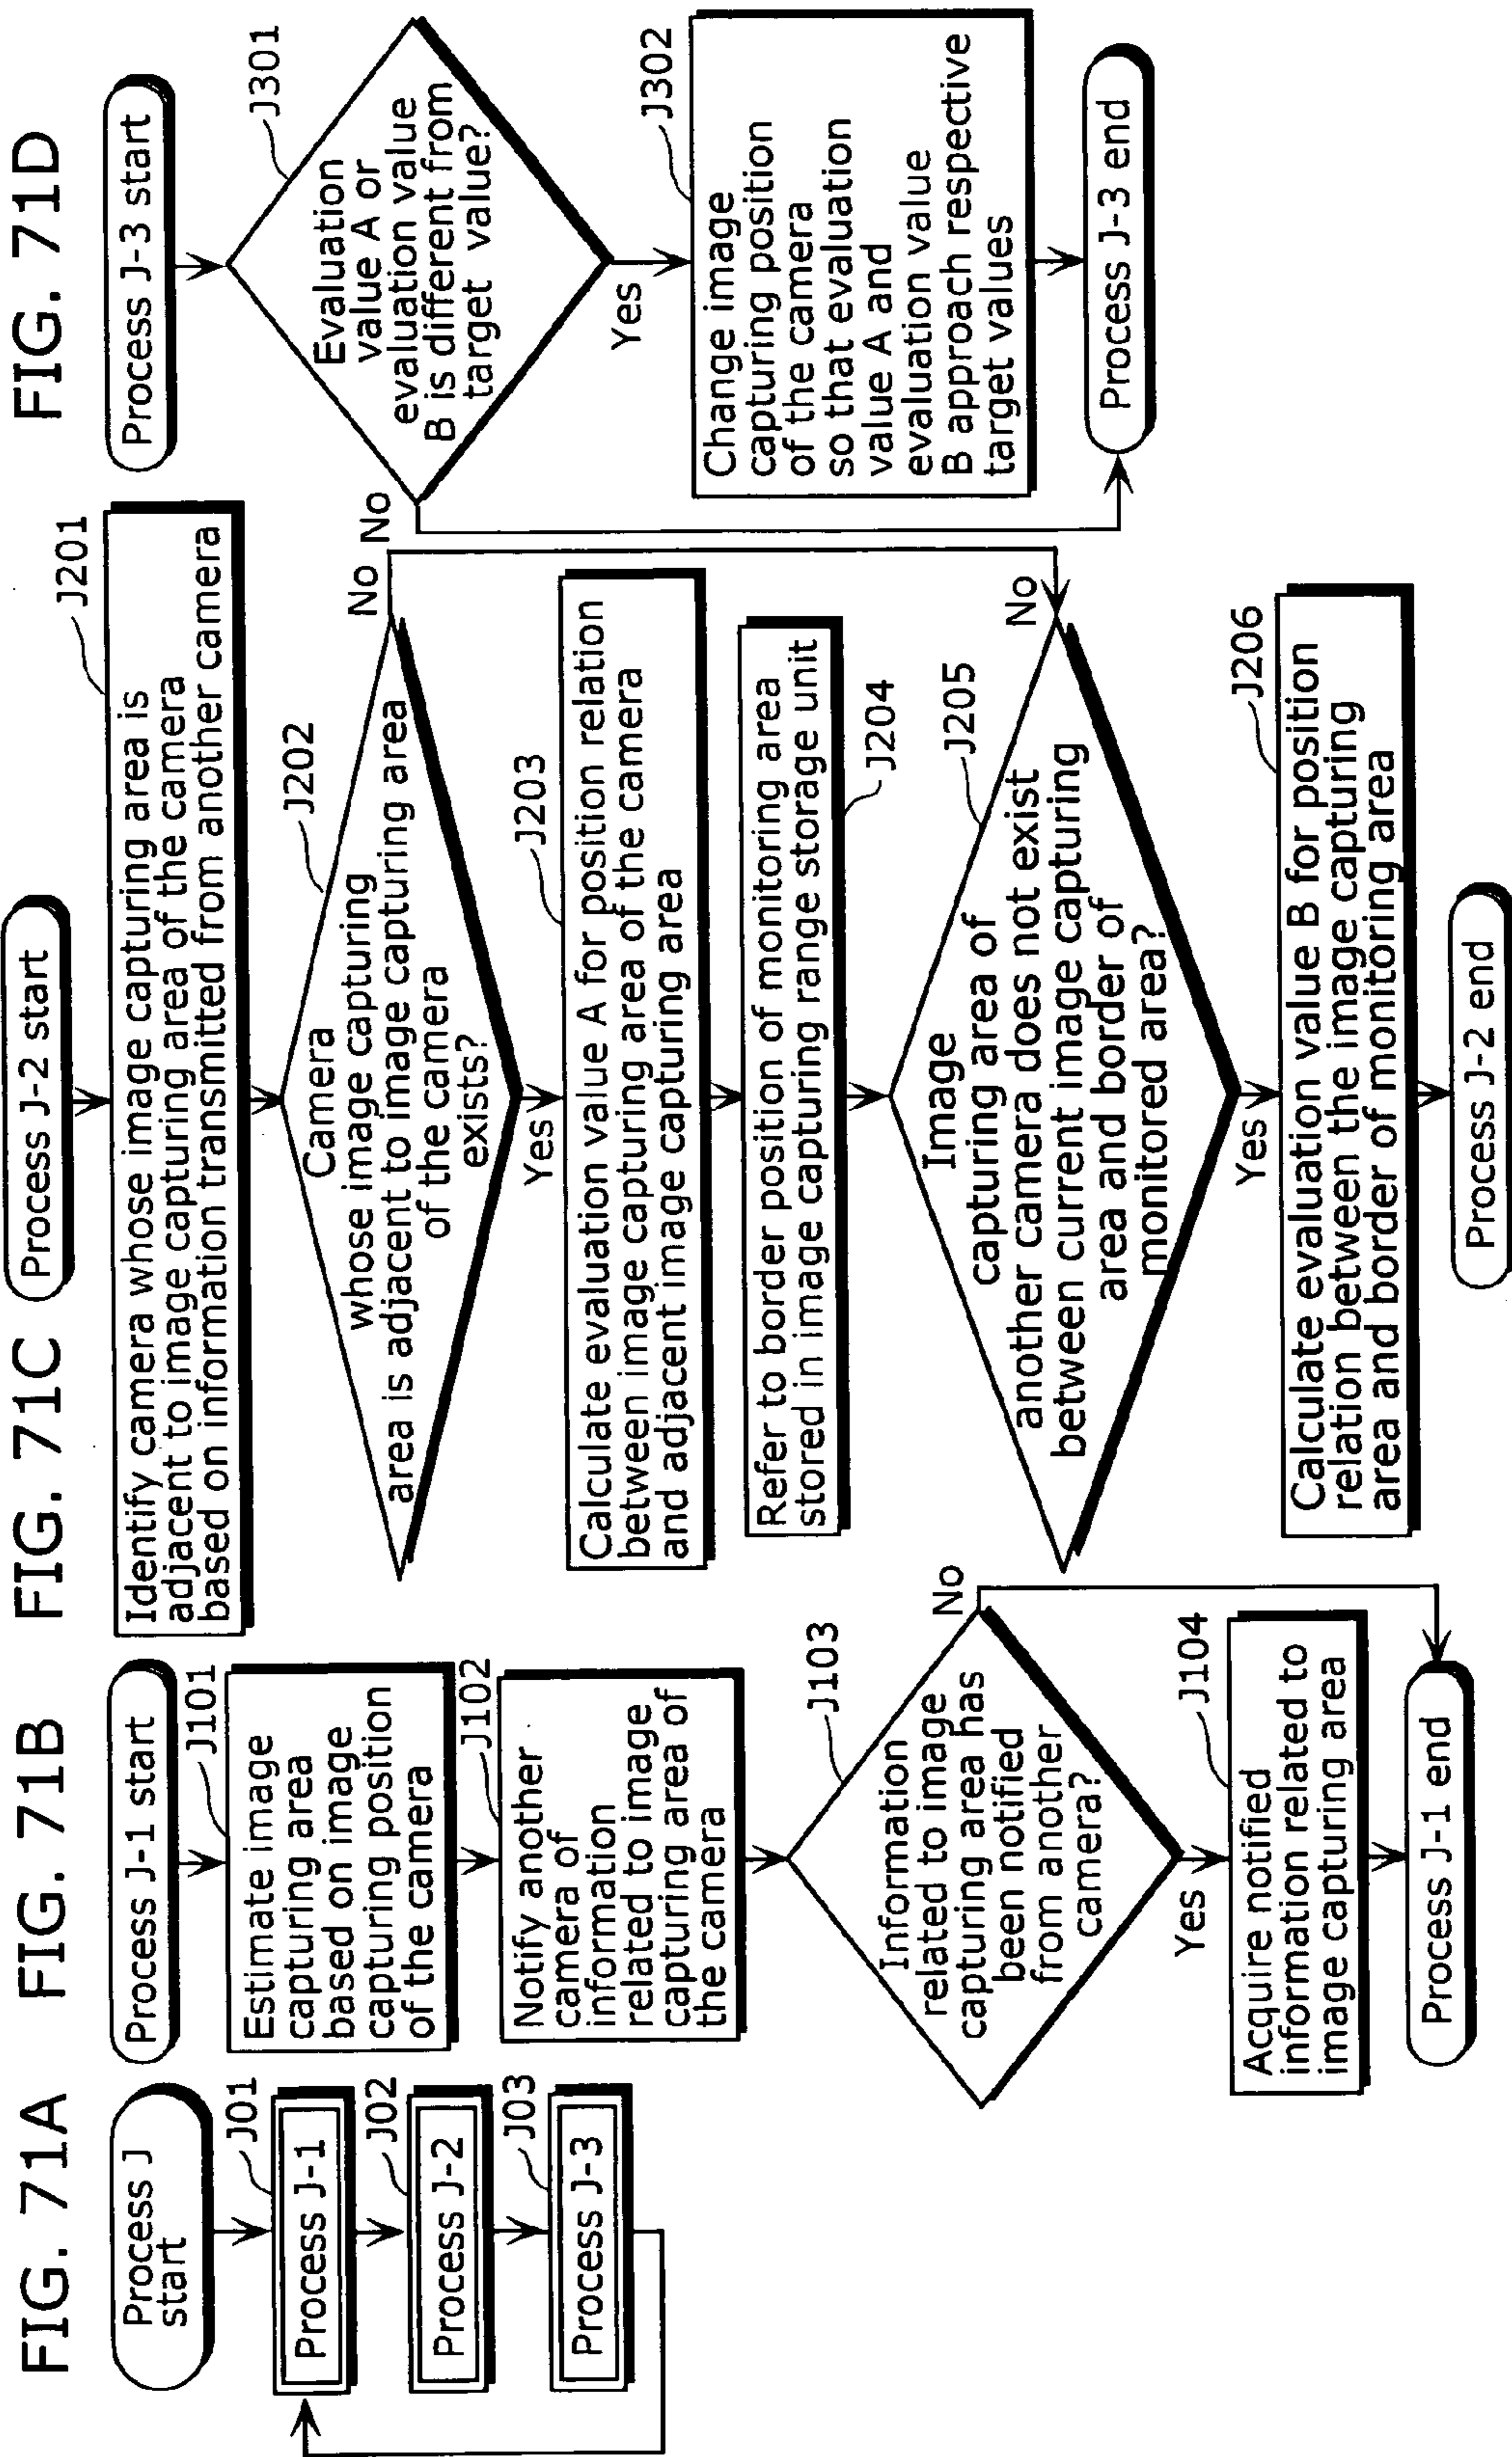 FIG. 71A
Process J
start
J01
Process J-1
J02
Process J-2
J03
Process J-3
FIG. 71B
Process J-1 start
J101
Estimate image
capturing area
based on image
capturing position
of the camera
J102
Notify another
camera of
information
related to image
capturing area of
the camera
J103
Information
related to image
capturing area has
been notified
from another
camera?
No
Yes
J104
Acquire notified
information related to
image capturing area
Process J-1 end
FIG. 71C
Process J-2 start
J201
Identify camera whose image capturing area is
adjacent to image capturing area of the camera
based on information transmitted from another camera
J202
Camera
whose image capturing
area is adjacent to image capturing area
of the camera
exists?
No
Yes
J203
Calculate evaluation value A for position relation
between image capturing area of the camera
and adjacent image capturing area
Refer to border position of monitoring area
stored in image capturing range storage unit
J204
J205
Image
capturing area of
another camera does not exist
between current image capturing
area and border of
monitored area?
No
Yes
J206
Calculate evaluation value B for position
relation between the image capturing
area and border of monitoring area
Process J-2 end
FIG. 71D
Process J-3 start
J301
Evaluation
value A or
evaluation value
B is different from
target value?
No
Yes
J302
Change image
capturing position
of the camera
so that evaluation
value A and
evaluation value
B approach respective
target values
Process J-3 end